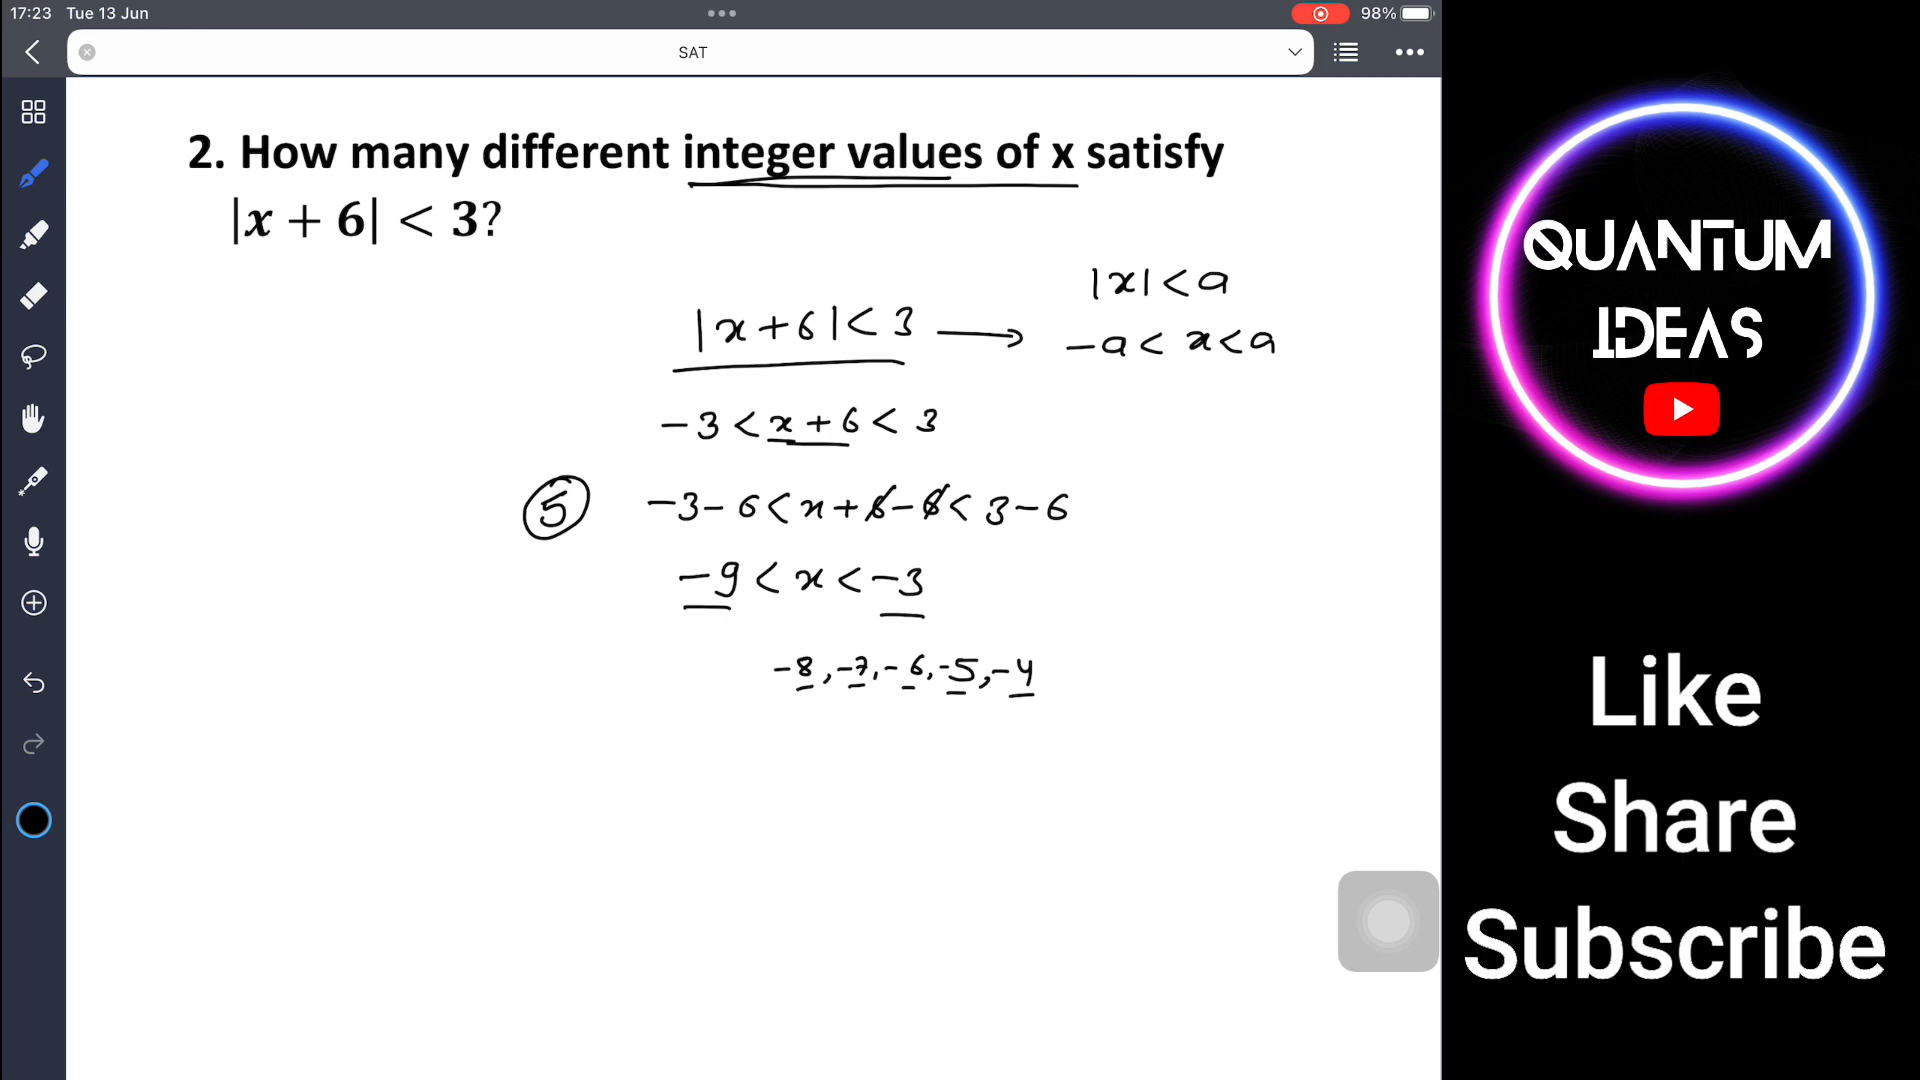 17:23 Tue 13 Jun
98%
SAT
2. How many different integer values of x satisfy
|x + 6| < 3?
|x| < a
|x+6| < 3 →
-a < x < a
-3 < x+6 < 3
5
-3-6 < x+6-6 < 3-6
-9 < x < -3
-8, -7, -6, -5, -4
QUANTUM
IDEAS
Like
Share
Subscribe